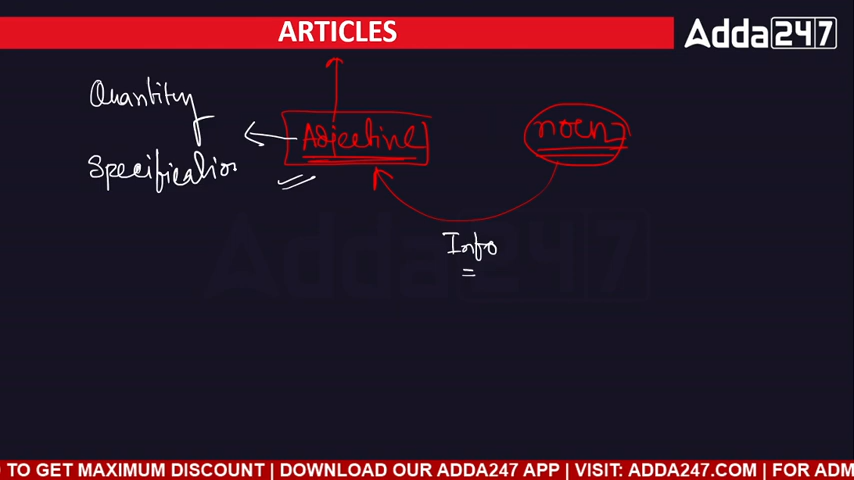 ARTICLES
Adda247
Quantity
Adjective
noun
Specification
Info
Adda247
TO GET MAXIMUM DISCOUNT | DOWNLOAD OUR ADDA247 APP | VISIT: ADDA247.COM | FOR ADM